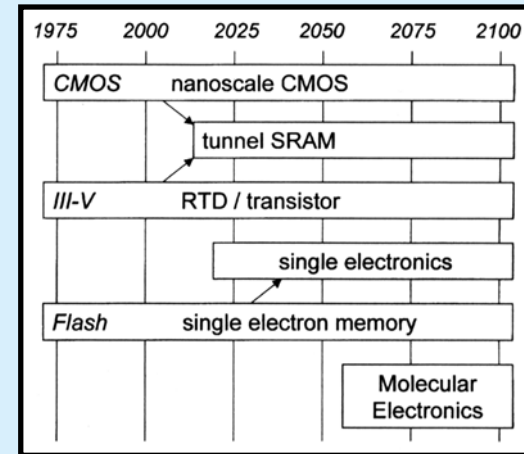 1975 2000 2025 2050 2075 2100
CMOS nanoscale CMOS
tunnel SRAM
III-V RTD / transistor
single electronics
Flash single electron memory
Molecular
Electronics